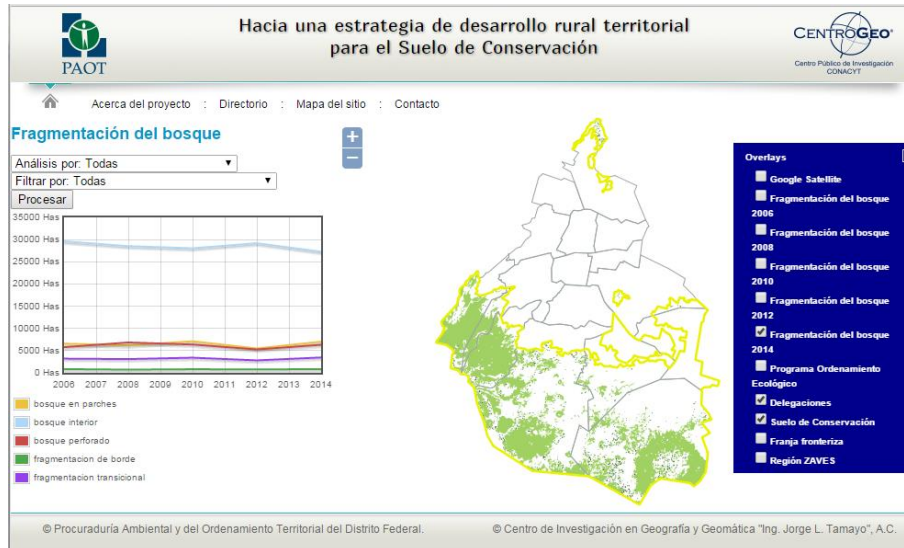 PAOT
Hacia una estrategia de desarrollo rural territorial
para el Suelo de Conservación
CENTROGEO
Centro Público de Investigación
CONACYT
Acerca del proyecto : Directorio : Mapa del sitio : Contacto
Fragmentación del bosque
Análisis por: Todas
Filtrar por: Todas
Procesar
35000 Has
30000 Has
25000 Has
20000 Has
15000 Has
10000 Has
5000 Has
0 Has
2006 2007 2008 2009 2010 2011 2012 2013 2014
bosque en parches
bosque interior
bosque perforado
fragmentacion de borde
fragmentacion transicional
+
−
Overlays
Google Satellite
Fragmentación del bosque
2006
Fragmentación del bosque
2008
Fragmentación del bosque
2010
Fragmentación del bosque
2012
Fragmentación del bosque
2014
Programa Ordenamiento
Ecológico
Delegaciones
Suelo de Conservación
Franja fronteriza
Región ZAVES
© Procuraduría Ambiental y del Ordenamiento Territorial del Distrito Federal.
© Centro de Investigación en Geografía y Geomática "Ing. Jorge L. Tamayo", A.C.